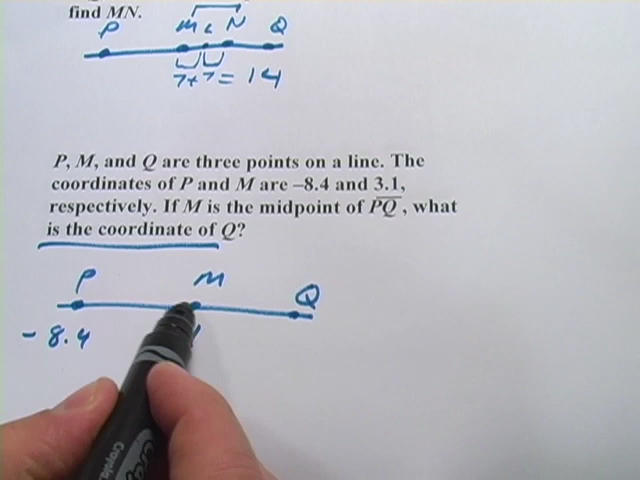 find MN.
P M L N Q
7+7=14
P, M, and Q are three points on a line. The
coordinates of P and M are –8.4 and 3.1,
respectively. If M is the midpoint of PQ, what
is the coordinate of Q?
P M Q
-8.4
Crayola